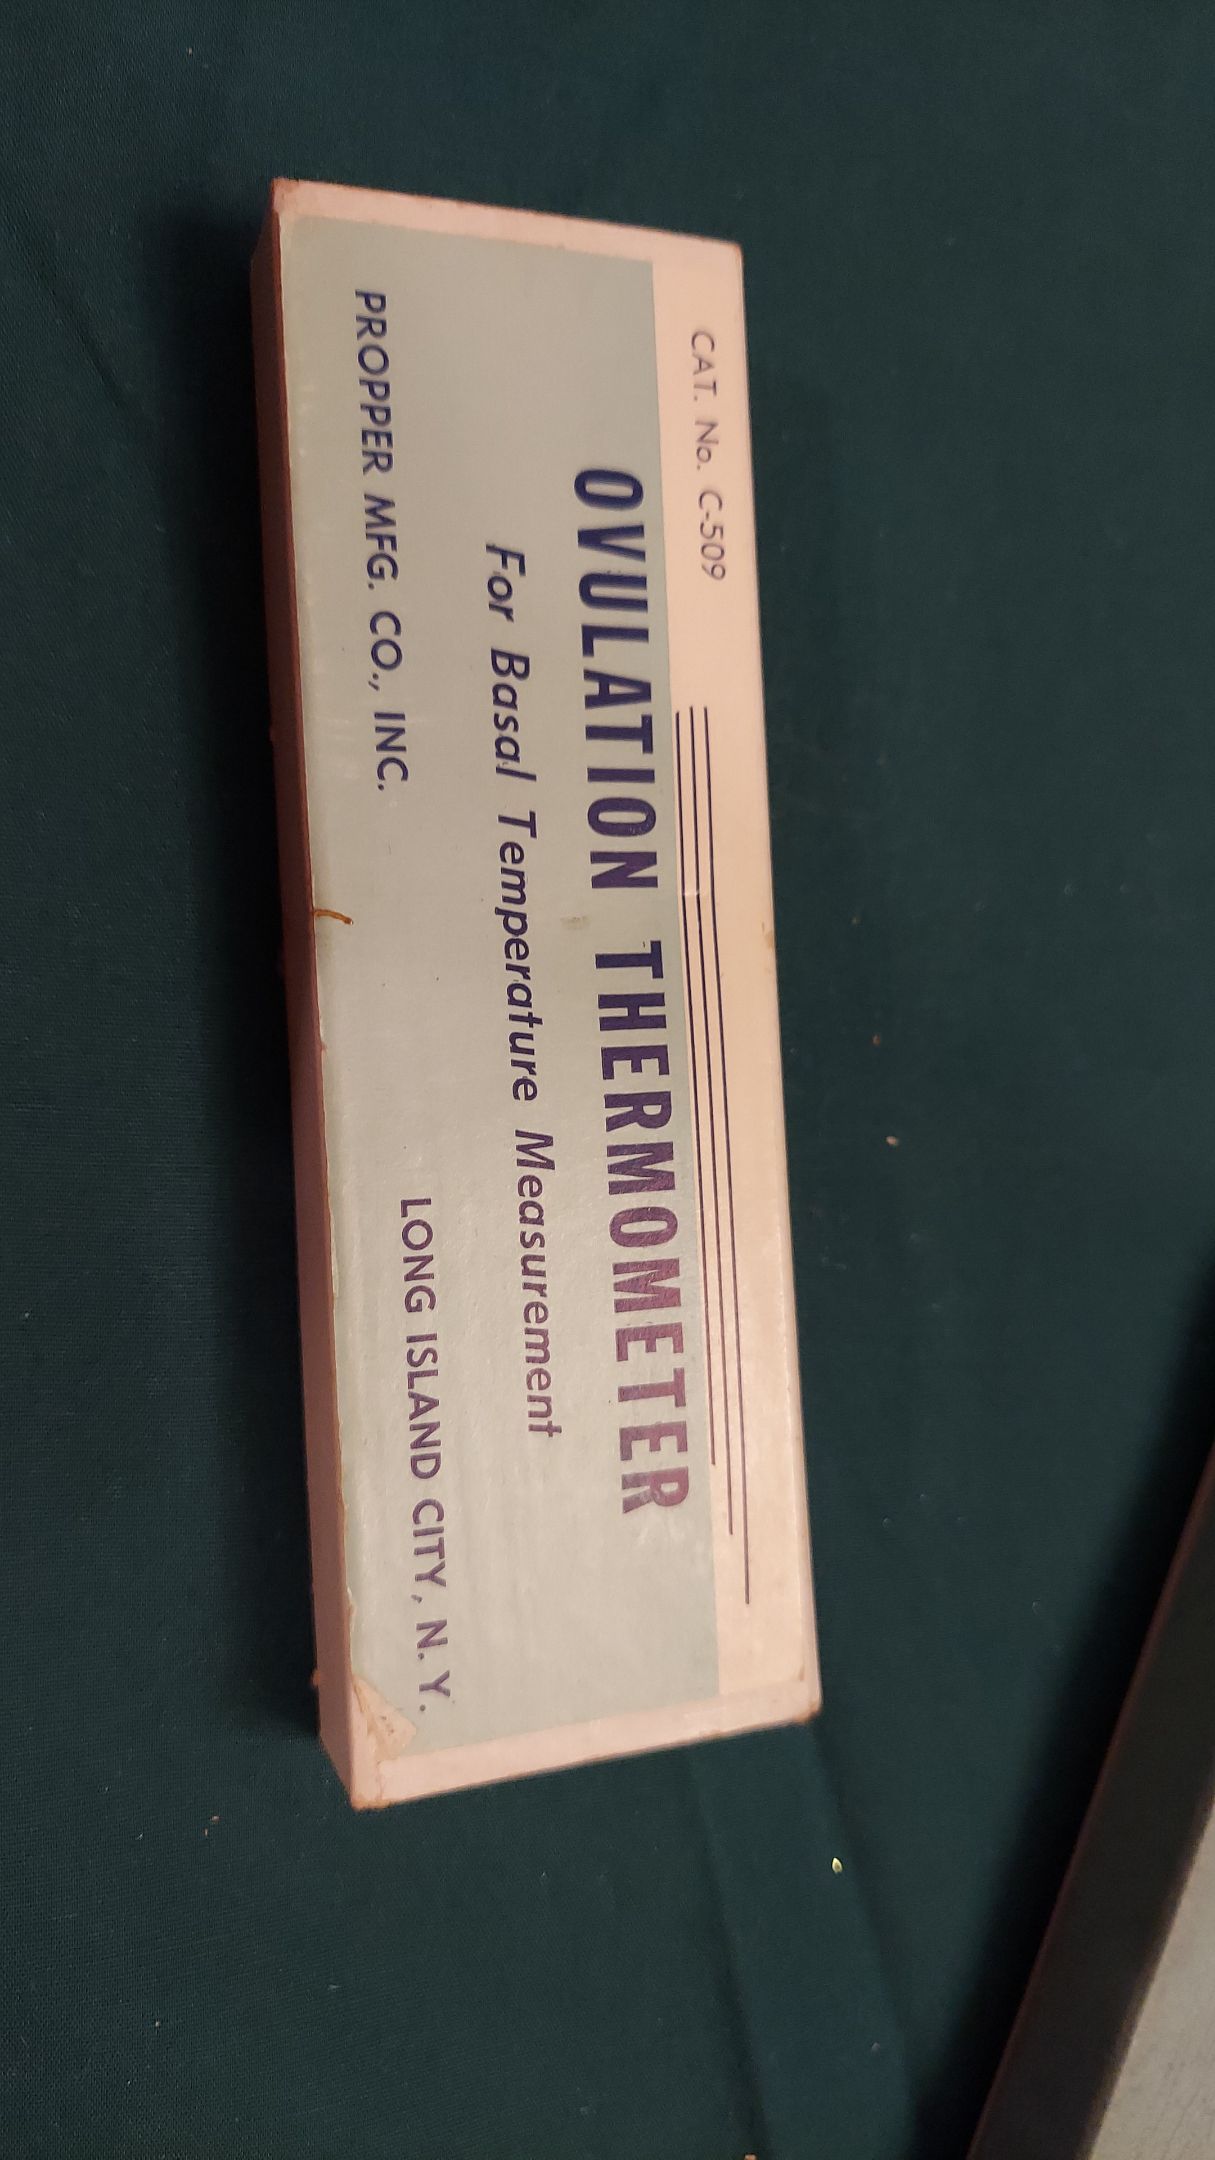 CAT. No. C-509
OVULATION THERMOMETER
For Basal Temperature Measurement
PROPPER MFG. CO., INC. LONG ISLAND CITY, N. Y.